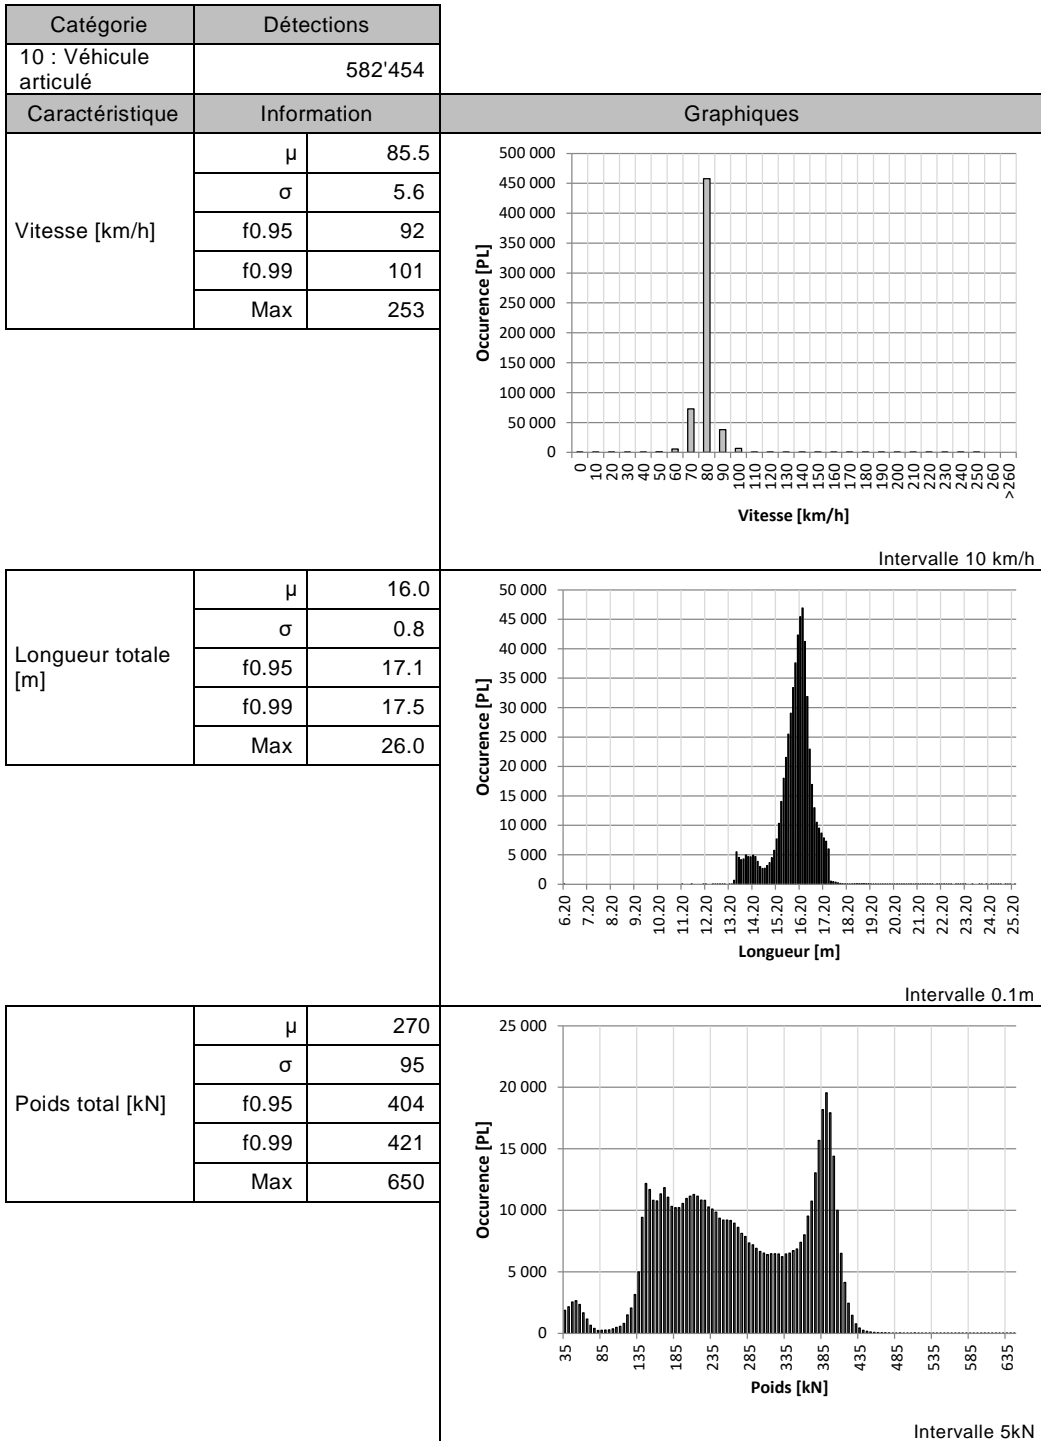 Catégorie Détections
10 : Véhicule
articulé
582'454
Caractéristique Information Graphiques
Vitesse [km/h]
μ 85.5
σ 5.6
f0.95 92
f0.99 101
Max 253
500 000
450 000
400 000
350 000
300 000
250 000
200 000
150 000
100 000
50 000
0
Occurence [PL]
0 10 20 30 40 50 60 70 80 90 100 110 120 130 140 150 160 170 180 190 200 210 220 230 240 250 260 >260
Vitesse [km/h]
Intervalle 10 km/h
Longueur totale
[m]
μ 16.0
σ 0.8
f0.95 17.1
f0.99 17.5
Max 26.0
50 000
45 000
40 000
35 000
30 000
25 000
20 000
15 000
10 000
5 000
0
Occurence [PL]
6.20 7.20 8.20 9.20 10.20 11.20 12.20 13.20 14.20 15.20 16.20 17.20 18.20 19.20 20.20 21.20 22.20 23.20 24.20 25.20
Longueur [m]
Intervalle 0.1m
Poids total [kN]
μ 270
σ 95
f0.95 404
f0.99 421
Max 650
25 000
20 000
15 000
10 000
5 000
0
Occurence [PL]
35 85 135 185 235 285 335 385 435 485 535 585 635
Poids [kN]
Intervalle 5kN